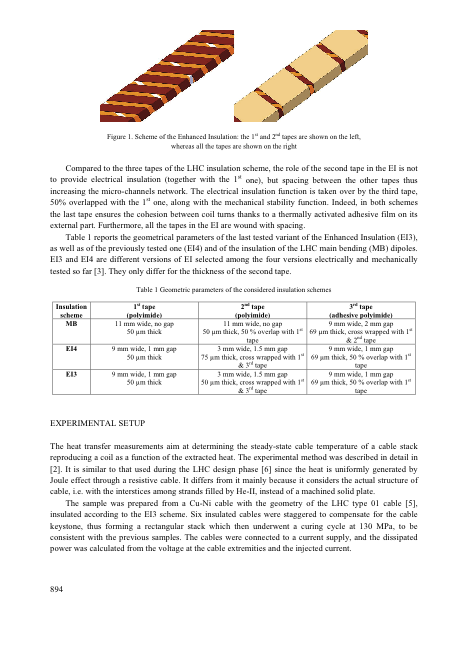 Figure 1. Scheme of the Enhanced Insulation: the 1st and 2nd tapes are shown on the left,
whereas all the tapes are shown on the right
Compared to the three tapes of the LHC insulation scheme, the role of the second tape in the EI is not
to provide electrical insulation (together with the 1st one), but spacing between the other tapes thus
increasing the micro-channels network. The electrical insulation function is taken over by the third tape,
50% overlapped with the 1st one, along with the mechanical stability function. Indeed, in both schemes
the last tape ensures the cohesion between coil turns thanks to a thermally activated adhesive film on its
external part. Furthermore, all the tapes in the EI are wound with spacing.
Table 1 reports the geometrical parameters of the last tested variant of the Enhanced Insulation (EI3),
as well as of the previously tested one (EI4) and of the insulation of the LHC main bending (MB) dipoles.
EI3 and EI4 are different versions of EI selected among the four versions electrically and mechanically
tested so far [3]. They only differ for the thickness of the second tape.
Table 1 Geometric parameters of the considered insulation schemes
Insulation scheme 1st tape (polyimide) 2nd tape (polyimide) 3rd tape (adhesive polyimide)
MB 11 mm wide, no gap 11 mm wide, no gap 9 mm wide, 2 mm gap
50 µm thick 50 µm thick, 50 % overlap with 1st tape 69 µm thick, cross wrapped with 1st & 2nd tape
EI4 9 mm wide, 1 mm gap 3 mm wide, 1.5 mm gap 9 mm wide, 1 mm gap
50 µm thick 75 µm thick, cross wrapped with 1st & 3rd tape 69 µm thick, 50 % overlap with 1st tape
EI3 9 mm wide, 1 mm gap 3 mm wide, 1.5 mm gap 9 mm wide, 1 mm gap
50 µm thick 50 µm thick, cross wrapped with 1st & 3rd tape 69 µm thick, 50 % overlap with 1st tape
EXPERIMENTAL SETUP
The heat transfer measurements aim at determining the steady-state cable temperature of a cable stack
reproducing a coil as a function of the extracted heat. The experimental method was described in detail in
[2]. It is similar to that used during the LHC design phase [6] since the heat is uniformly generated by
Joule effect through a resistive cable. It differs from it mainly because it considers the actual structure of
cable, i.e. with the interstices among strands filled by He-II, instead of a machined solid plate.
The sample was prepared from a Cu-Ni cable with the geometry of the LHC type 01 cable [5],
insulated according to the EI3 scheme. Six insulated cables were staggered to compensate for the cable
keystone, thus forming a rectangular stack which then underwent a curing cycle at 130 MPa, to be
consistent with the previous samples. The cables were connected to a current supply, and the dissipated
power was calculated from the voltage at the cable extremities and the injected current.
894